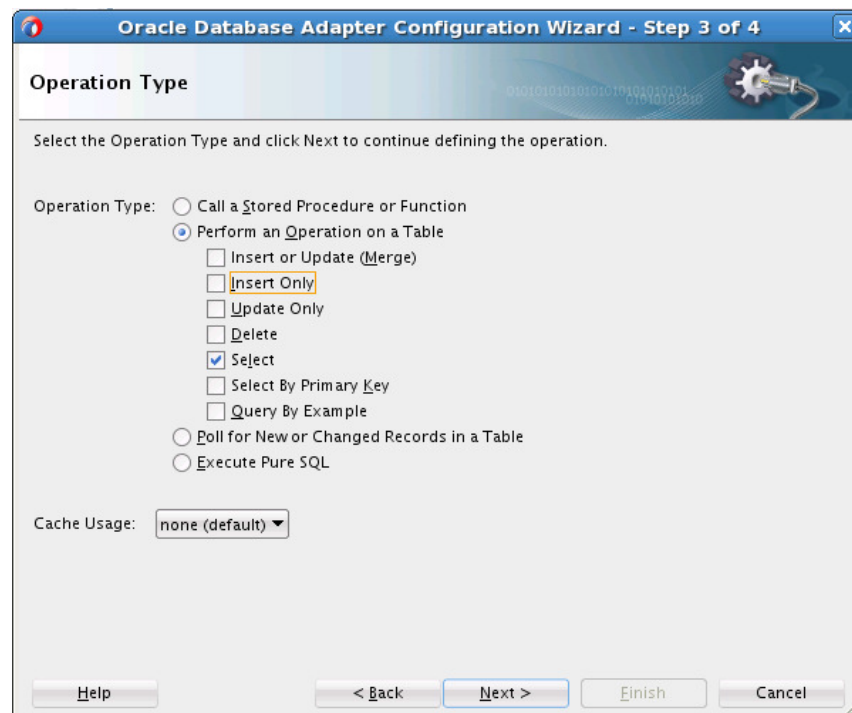 Oracle Database Adapter Configuration Wizard - Step 3 of 4
Operation Type
Select the Operation Type and click Next to continue defining the operation.
Operation Type: Call a Stored Procedure or Function
Perform an Operation on a Table
Insert or Update (Merge)
Insert Only
Update Only
Delete
Select
Select By Primary Key
Query By Example
Poll for New or Changed Records in a Table
Execute Pure SQL
Cache Usage: none (default)
Help < Back Next > Finish Cancel